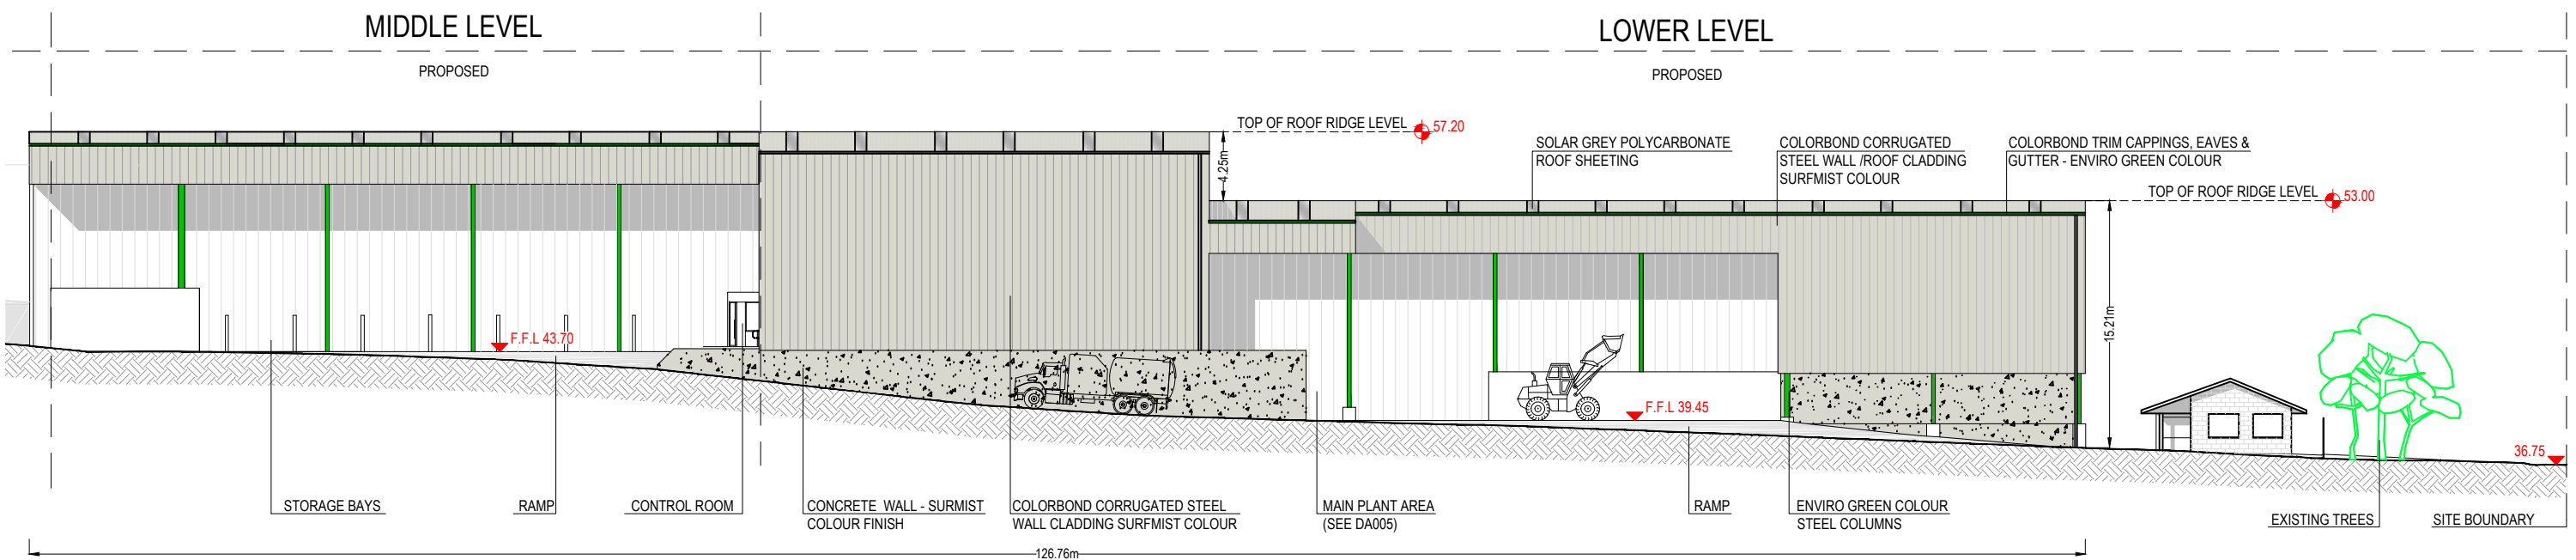 MIDDLE LEVEL
LOWER LEVEL
PROPOSED
PROPOSED
TOP OF ROOF RIDGE LEVEL
57.20
4.25m
SOLAR GREY POLYCARBONATE
ROOF SHEETING
COLORBOND CORRUGATED
STEEL WALL /ROOF CLADDING
SURFMIST COLOUR
COLORBOND TRIM CAPPINGS, EAVES &
GUTTER - ENVIRO GREEN COLOUR
TOP OF ROOF RIDGE LEVEL
53.00
15.21m
F.F.L 43.70
F.F.L 39.45
36.75
STORAGE BAYS
RAMP
CONTROL ROOM
CONCRETE WALL - SURMIST
COLOUR FINISH
COLORBOND CORRUGATED STEEL
WALL CLADDING SURFMIST COLOUR
MAIN PLANT AREA
(SEE DA005)
RAMP
ENVIRO GREEN COLOUR
STEEL COLUMNS
EXISTING TREES
SITE BOUNDARY
126.76m